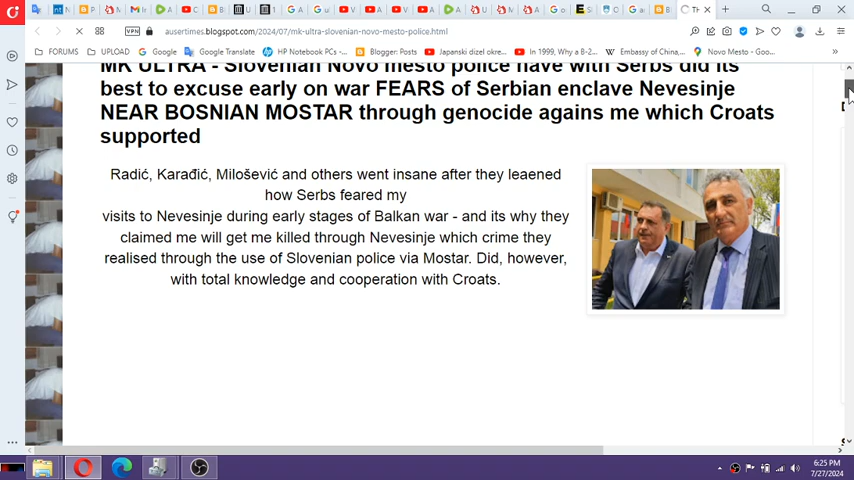 ausertimes.blogspot.com/2024/07/mk-ultra-slovenian-novo-mesto-police.html
VPN
FORUMS
UPLOAD
Google
Google Translate
HP Notebook PCs -...
Blogger: Posts
Japanski dizel okre...
In 1999, Why a B-2...
Embassy of China,...
Novo Mesto - Goo...
MK ULTRA - Slovenian Novo mesto police have with Serbs did its
best to excuse early on war FEARS of Serbian enclave Nevesinje
NEAR BOSNIAN MOSTAR through genocide agains me which Croats
supported
Radić, Karađić, Milošević and others went insane after they leaened
how Serbs feared my
visits to Nevesinje during early stages of Balkan war - and its why they
claimed me will get me killed through Nevesinje which crime they
realised through the use of Slovenian police via Mostar. Did, however,
with total knowledge and cooperation with Croats.
6:25 PM
7/27/2024